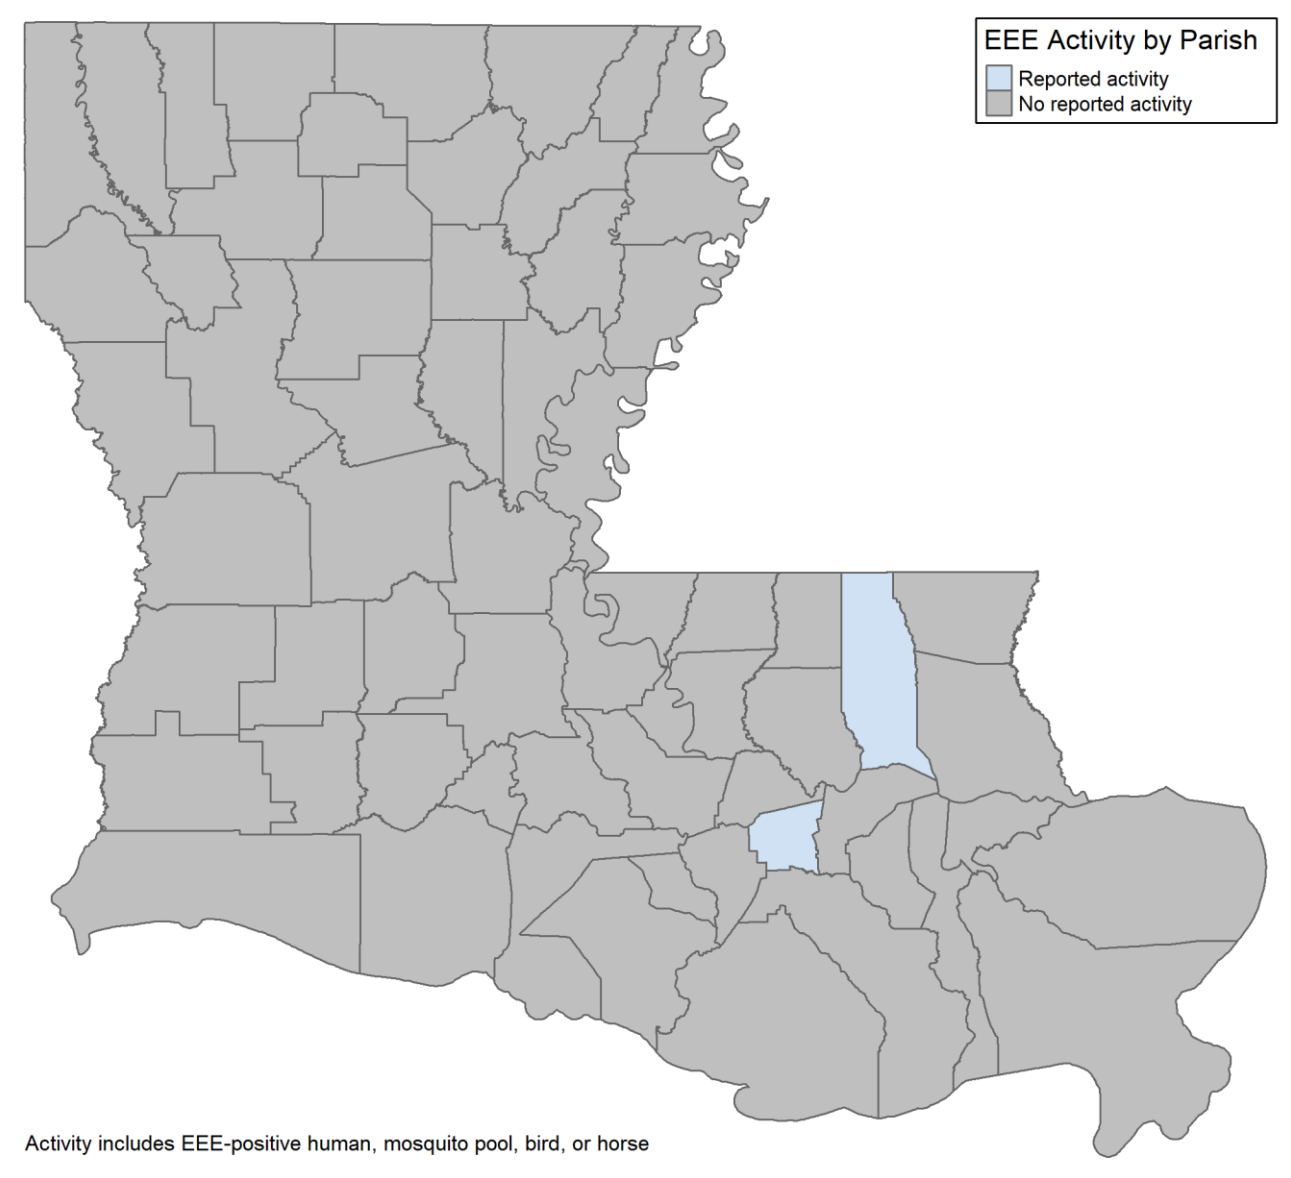 EEE Activity by Parish
Reported activity
No reported activity
Activity includes EEE-positive human, mosquito pool, bird, or horse